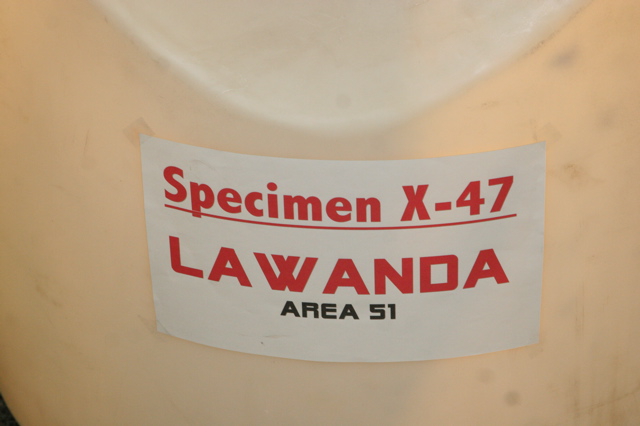 Specimen X-47
LAWANDA
AREA 51